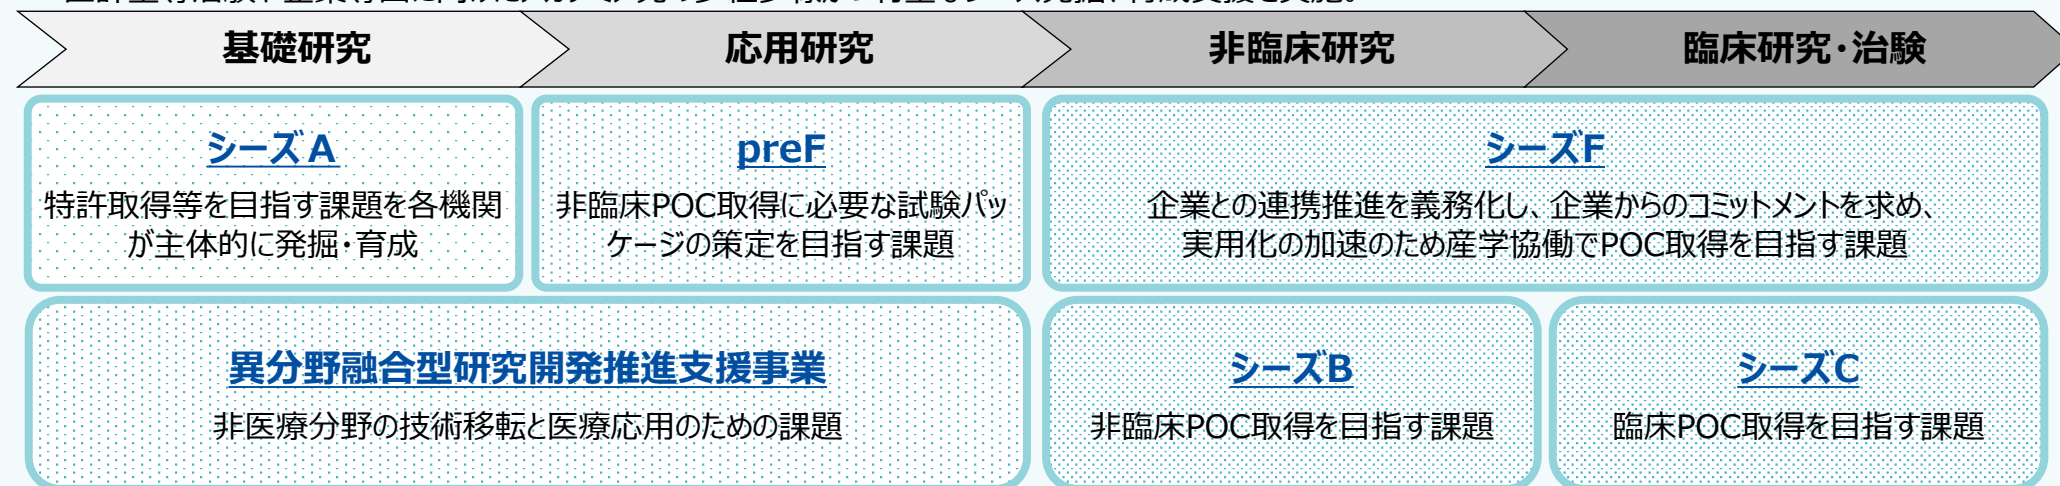 基礎研究
応用研究
非臨床研究
臨床研究・治験
シーズA
特許取得等を目指す課題を各機関
が主体的に発掘・育成
preF
非臨床POC取得に必要な試験パッ
ケージの策定を目指す課題
シーズF
企業との連携推進を義務化し、企業からのコミットメントを求め、
実用化の加速のため産学協働でPOC取得を目指す課題
異分野融合型研究開発推進支援事業
非医療分野の技術移転と医療応用のための課題
シーズB
非臨床POC取得を目指す課題
シーズC
臨床POC取得を目指す課題